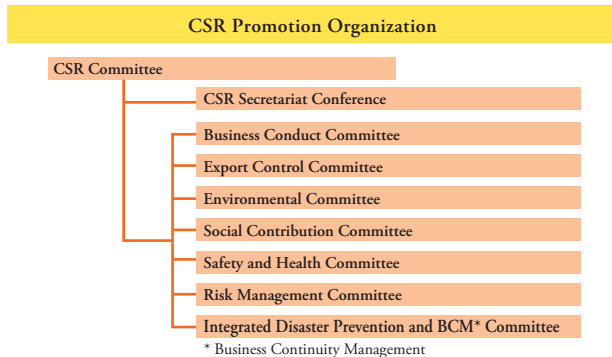 CSR Promotion Organization
CSR Committee
CSR Secretariat Conference
Business Conduct Committee
Export Control Committee
Environmental Committee
Social Contribution Committee
Safety and Health Committee
Risk Management Committee
Integrated Disaster Prevention and BCM* Committee
* Business Continuity Management